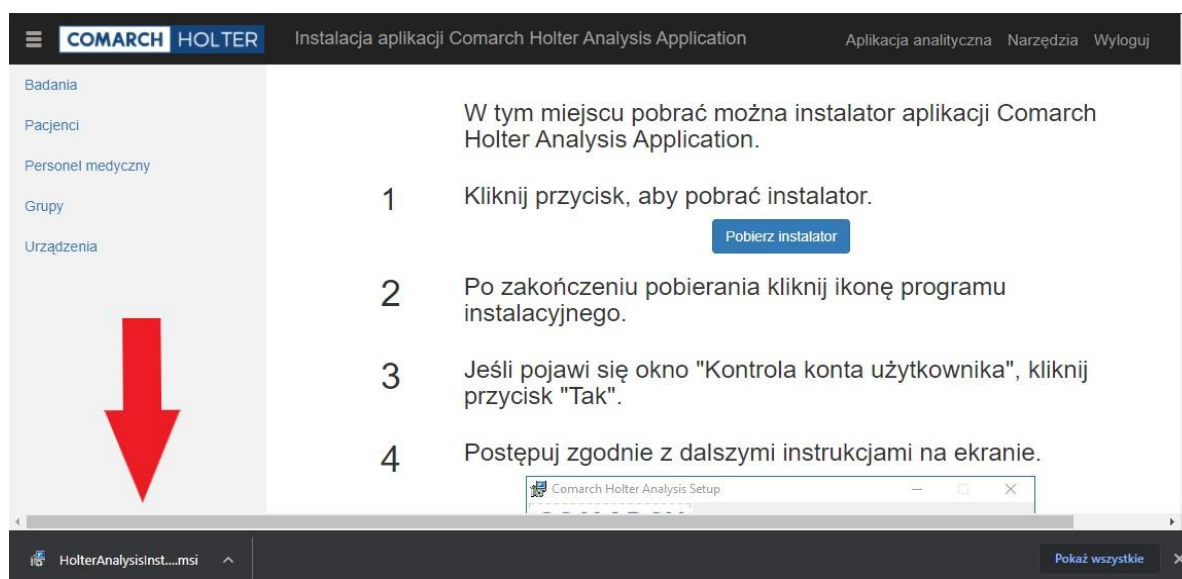 COMARCH HOLTER
Instalacja aplikacji Comarch Holter Analysis Application
Aplikacja analityczna Narzędzia Wyloguj
Badania
Pacjenci
Personel medyczny
Grupy
Urządzenia
W tym miejscu pobrać można instalator aplikacji Comarch
Holter Analysis Application.
1 Kliknij przycisk, aby pobrać instalator.
Pobierz instalator
2 Po zakończeniu pobierania kliknij ikonę programu
instalacyjnego.
3 Jeśli pojawi się okno "Kontrola konta użytkownika", kliknij
przycisk "Tak".
4 Postępuj zgodnie z dalszymi instrukcjami na ekranie.
Comarch Holter Analysis Setup
HolterAnalysisInst....msi
Pokaż wszystkie